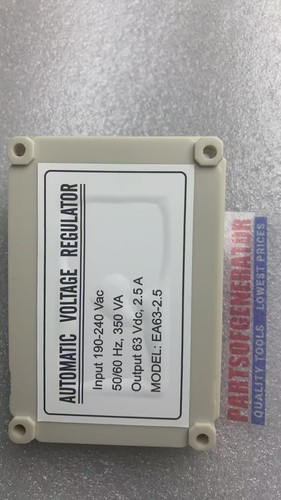 AUTOMATIC VOLTAGE REGULATOR
Input 190-240 Vac
50/60 Hz, 350 VA
Output 63 Vdc, 2.5 A
MODEL: EA63-2.5
PARTSOFGENERATOR
QUALITY TOOLS LOWEST PRICES